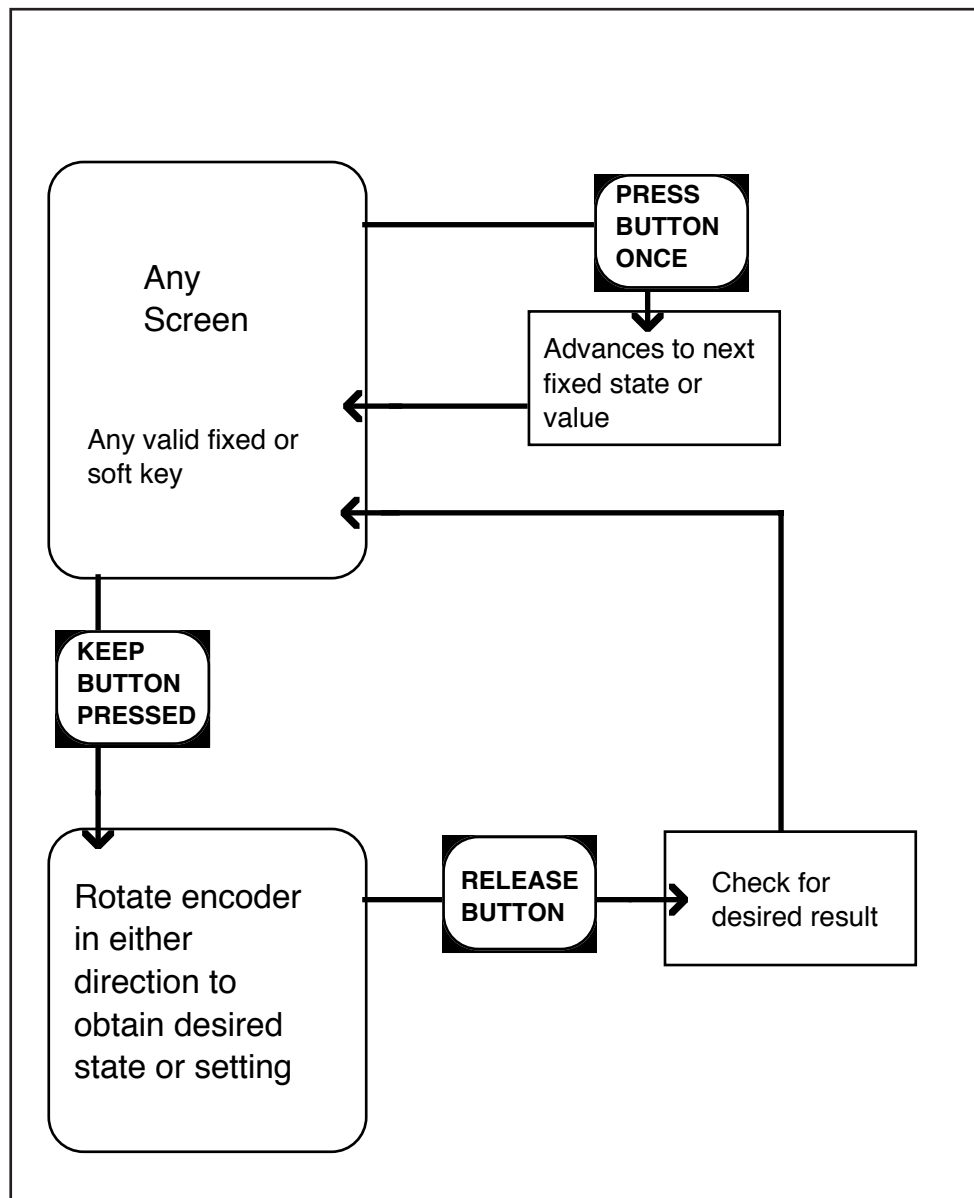 Any
Screen
Any valid fixed or
soft key
PRESS
BUTTON
ONCE
Advances to next
fixed state or
value
KEEP
BUTTON
PRESSED
Rotate encoder
in either
direction to
obtain desired
state or setting
RELEASE
BUTTON
Check for
desired result